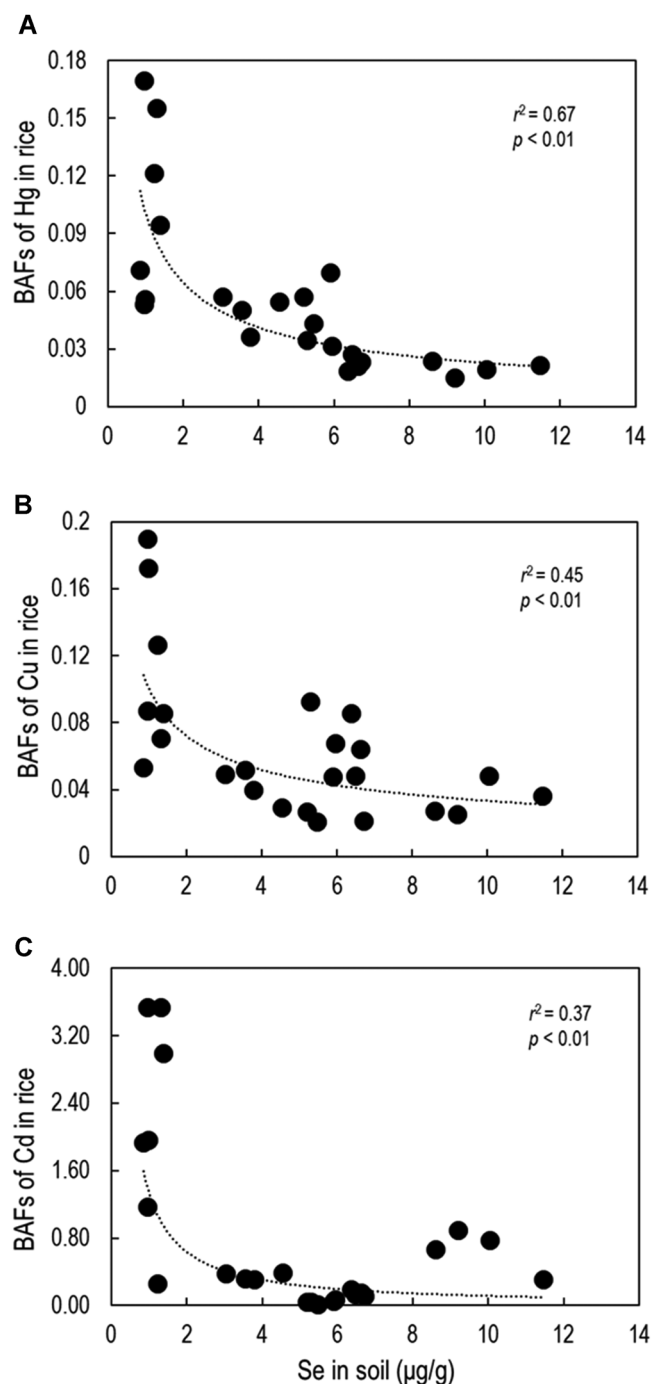 A
BAFs of Hg in rice
0.18
0.15
0.12
0.09
0.06
0.03
0
r² = 0.67
p < 0.01
0 2 4 6 8 10 12 14
B
BAFs of Cu in rice
0.2
0.16
0.12
0.08
0.04
0
r² = 0.45
p < 0.01
0 2 4 6 8 10 12 14
C
BAFs of Cd in rice
4.00
3.20
2.40
1.60
0.80
0.00
r² = 0.37
p < 0.01
0 2 4 6 8 10 12 14
Se in soil (µg/g)